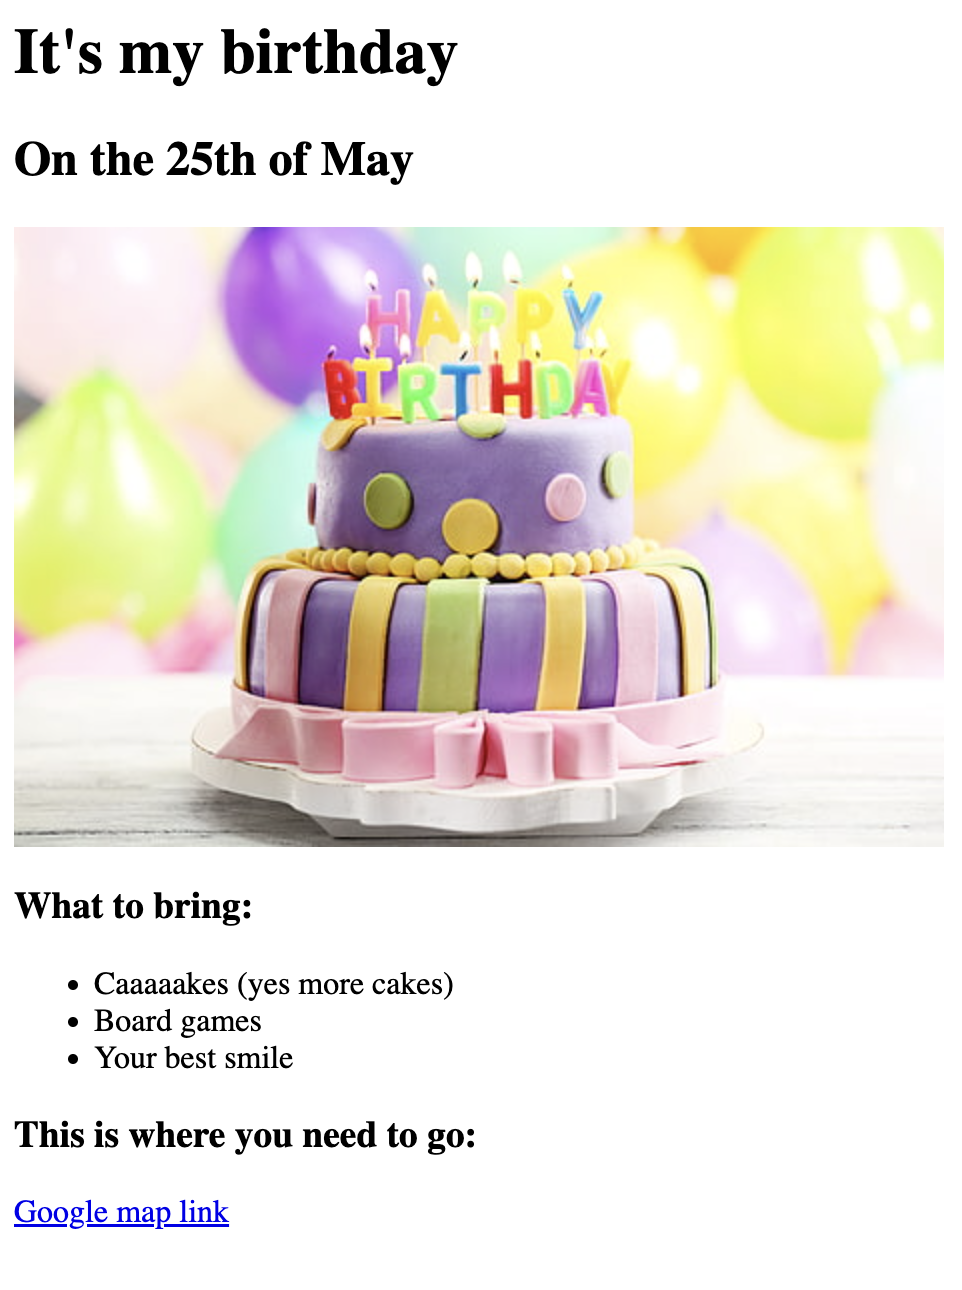 It's my birthday
On the 25th of May
HAPPY
BIRTHDAY
What to bring:
Caaaaakes (yes more cakes)
Board games
Your best smile
This is where you need to go:
Google map link